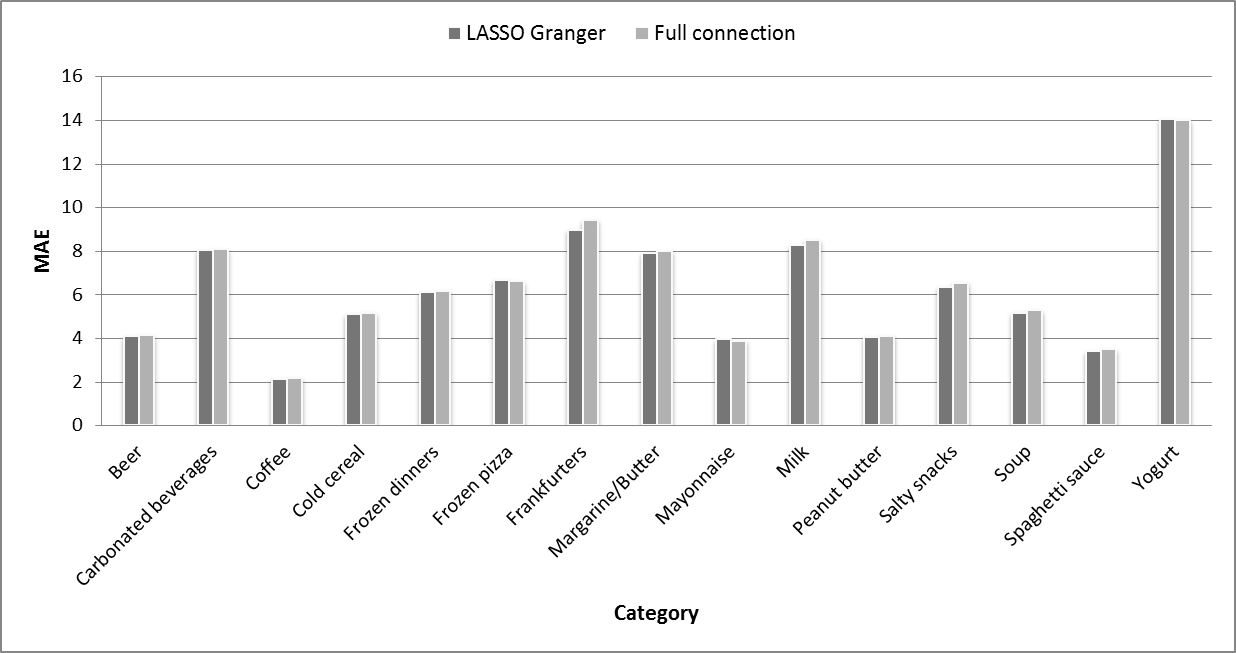 LASSO Granger Full connection
16
14
12
10
8
6
4
2
0
MAE
Beer
Carbonated beverages
Coffee
Cold cereal
Frozen dinners
Frozen pizza
Frankfurters
Margarine/Butter
Mayonnaise
Milk
Peanut butter
Salty snacks
Soup
Spaghetti sauce
Yogurt
Category